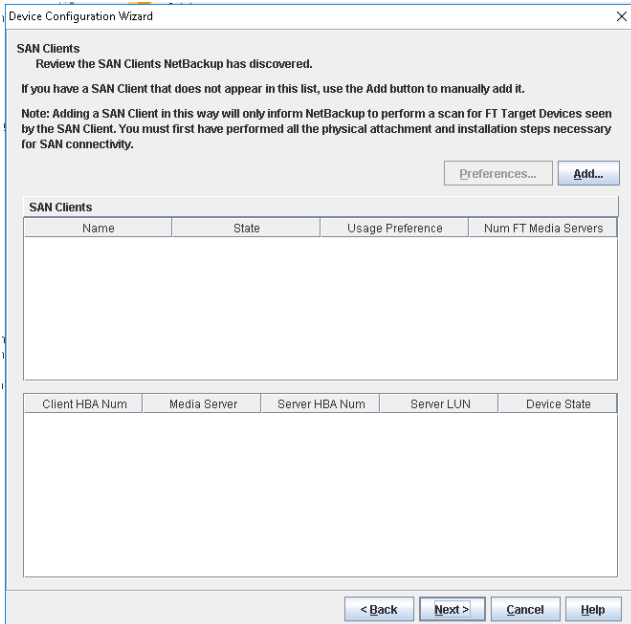 Device Configuration Wizard
SAN Clients
Review the SAN Clients NetBackup has discovered.
If you have a SAN Client that does not appear in this list, use the Add button to manually add it.
Note: Adding a SAN Client in this way will only inform NetBackup to perform a scan for FT Target Devices seen
by the SAN Client. You must first have performed all the physical attachment and installation steps necessary
for SAN connectivity.
Preferences... Add...
SAN Clients
Name State Usage Preference Num FT Media Servers
Client HBA Num Media Server Server HBA Num Server LUN Device State
< Back Next > Cancel Help